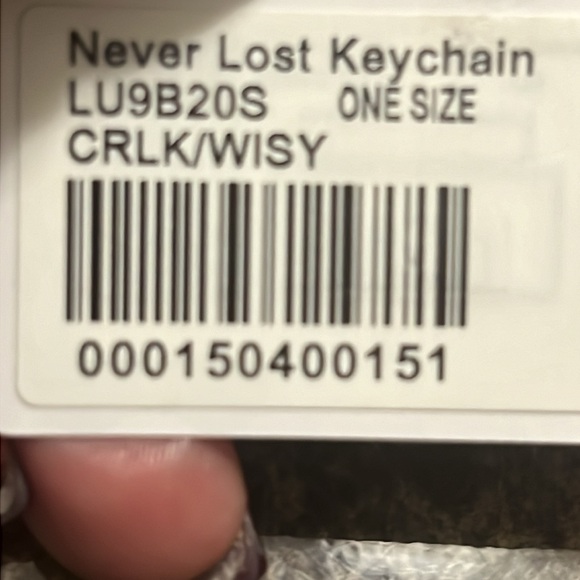 Never Lost Keychain
LU9B20S ONE SIZE
CRLK/WISY
000150400151